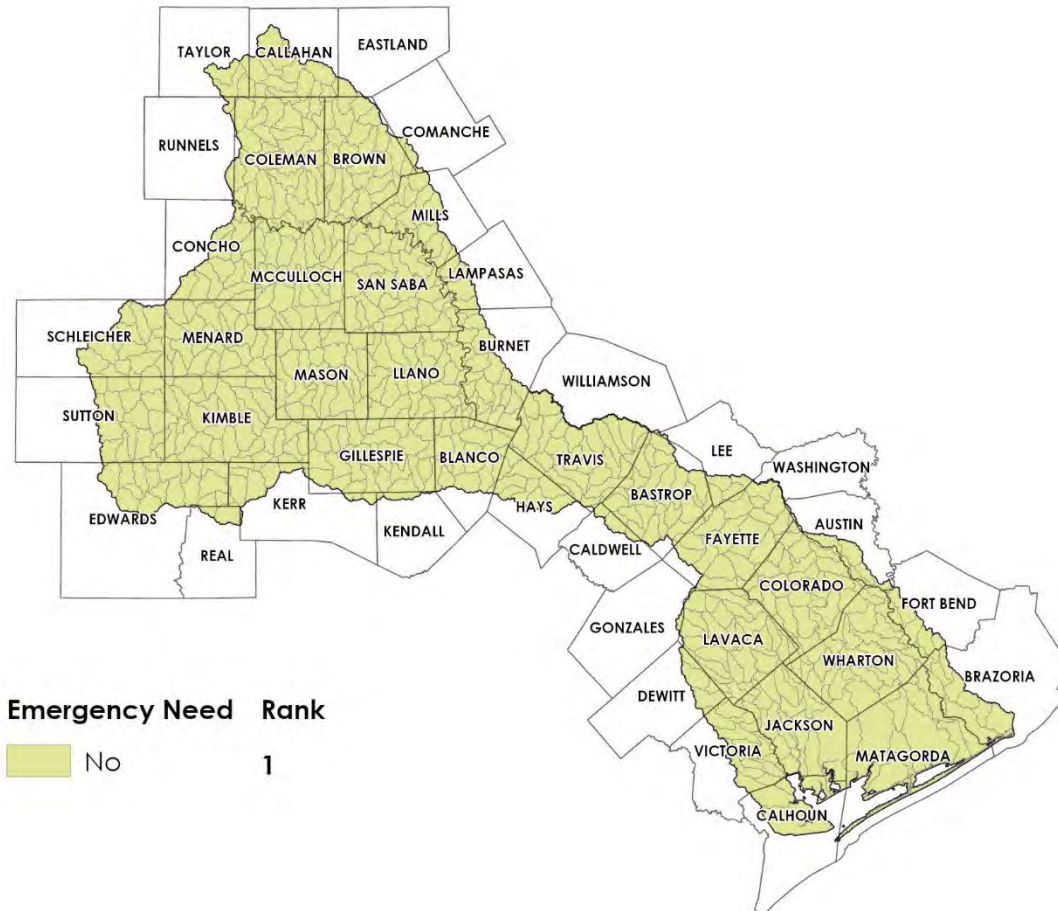 TAYLOR
CALLAHAN
EASTLAND
RUNNELS
COLEMAN
BROWN
COMANCHE
MILLS
CONCHO
MCCULLOCH
SAN SABA
LAMPASAS
SCHLEICHER
MENARD
BURNET
MASON
LLANO
WILLIAMSON
SUTTON
KIMBLE
GILLESPIE
BLANCO
TRAVIS
LEE
WASHINGTON
BASTROP
EDWARDS
KERR
HAYS
AUSTIN
KENDALL
FAYETTE
REAL
CALDWELL
COLORADO
FORT BEND
GONZALES
LAVACA
WHARTON
BRAZORIA
DEWITT
JACKSON
VICTORIA
MATAGORDA
CALHOUN
Emergency Need Rank
No 1